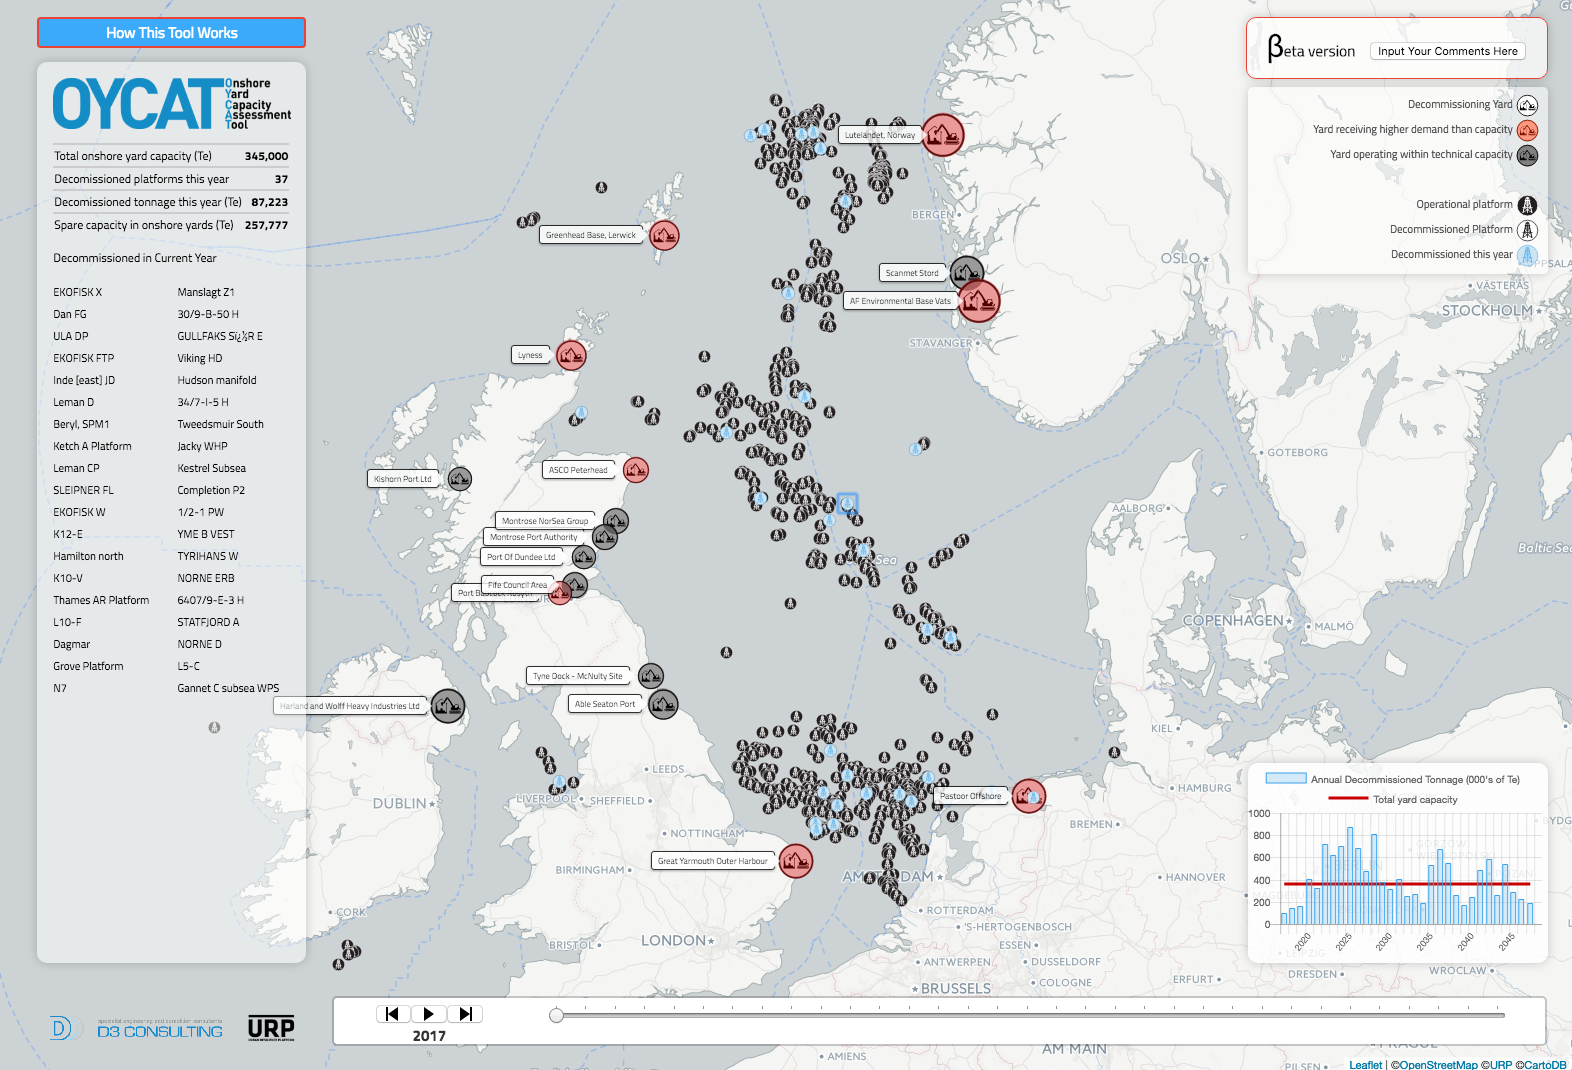 How This Tool Works
OYCAT
Onshore
Yard
Capacity
Assessment
Tool
Total onshore yard capacity (Te) 345,000
Decomissioned platforms this year 37
Decomissioned tonnage this year (Te) 87,223
Spare capacity in onshore yards (Te) 257,777
Decommissioned in Current Year
EKOFISK X Manslagt Z1
Dan FG 30/9-B-50 H
ULA DP GULLFAKS Sï¿½R E
EKOFISK FTP Viking HD
Inde [east] JD Hudson manifold
Leman D 34/7-I-5 H
Beryl, SPM1 Tweedsmuir South
Ketch A Platform Jacky WHP
Leman CP Kestrel Subsea
SLEIPNER FL Completion P2
EKOFISK W 1/2-1 PW
K12-E YME B VEST
Hamilton north TYRIHANS W
K10-V NORNE ERB
Thames AR Platform 6407/9-E-3 H
L10-F STATFJORD A
Dagmar NORNE D
Grove Platform L5-C
N7 Gannet C subsea WPS
βeta version Input Your Comments Here
Decommissioning Yard
Yard receiving higher demand than capacity
Yard operating within technical capacity
Operational platform
Decommissioned Platform
Decommissioned this year
Lutelandet, Norway
BERGEN
Greenhead Base, Lerwick
OSLO
Scanmet Stord
AF Environmental Base Vats
VÄSTERÅS
STOCKHOLM
STAVANGER
Lyness
GOTEBORG
ASCO Peterhead
Kishorn Port Ltd
AALBORG
Montrose NorSea Group
Montrose Port Authority
Port Of Dundee Ltd
Baltic Se
Sea
Fife Council Area
Port Babcock Rosyth
COPENHAGEN
MALMÖ
Tyne Dock - McNulty Site
Able Seaton Port
Harland and Wolff Heavy Industries Ltd
KIEL
LEEDS
DUBLIN
LIVERPOOL
SHEFFIELD
Pastoor Offshore
HAMBURG
BREMEN
NOTTINGHAM
Great Yarmouth Outer Harbour
BIRMINGHAM
AMSTERDAM
HANNOVER
CORK
ROTTERDAM
'S-HERTOGENBOSCH
BRISTOL
LONDON
ESSEN
ANTWERPEN
DUSSELDORF
BRUSSELS
COLOGNE
ERFURT
DRESDEN
WROCLAW
LEIPZIG
Annual Decommissioned Tonnage (000's of Te)
Total yard capacity
1000
800
600
400
200
0
2020 2025 2030 2035 2040 2045
D3 CONSULTING
URP
2017
AMIENS
AM MAIN
PRAGUE
PILSEN
Leaflet | ©OpenStreetMap ©URP ©CartoDB